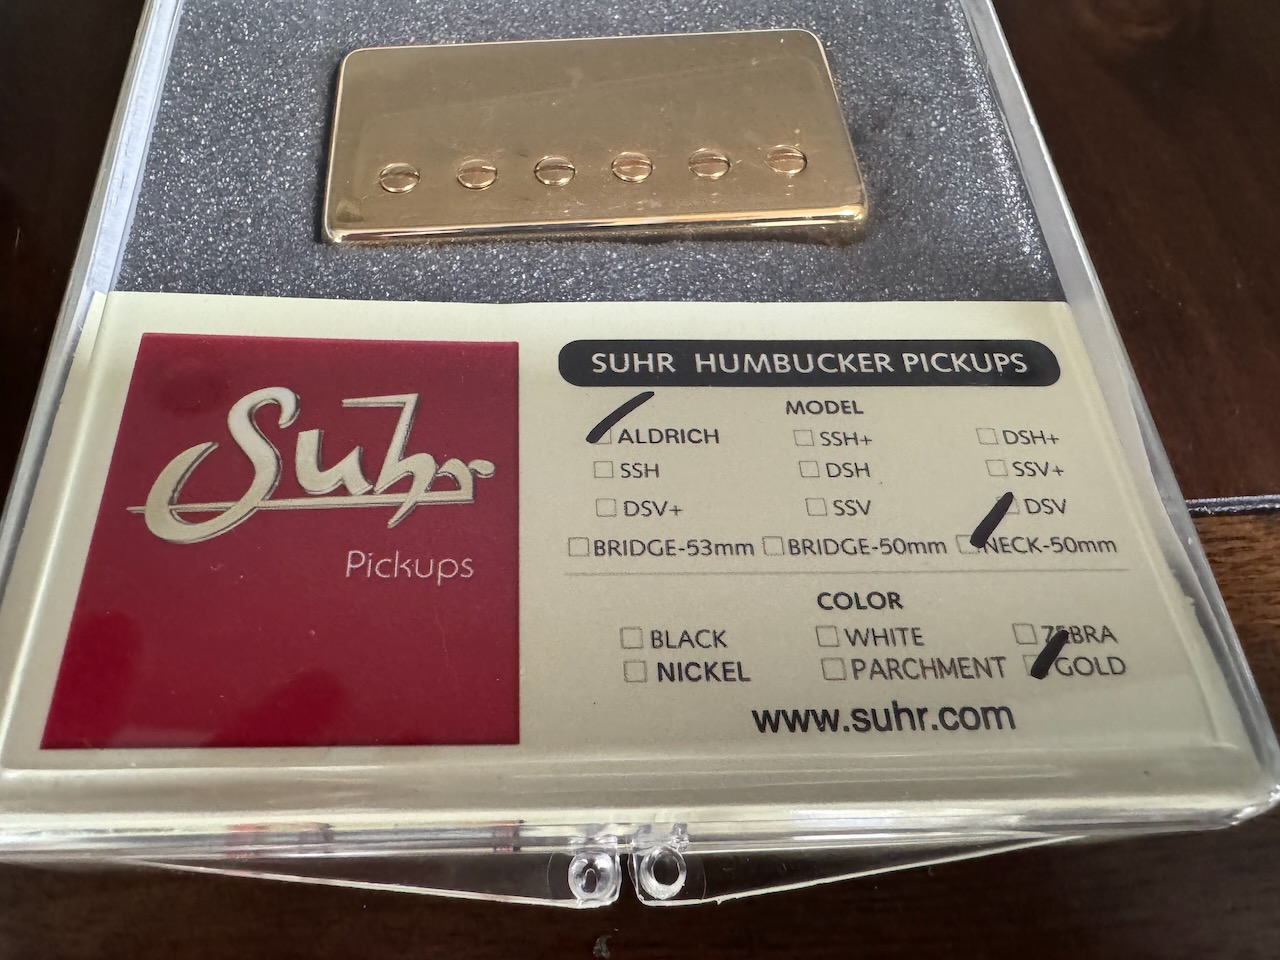 Suhr
Pickups
SUHR HUMBUCKER PICKUPS
MODEL
ALDRICH SSH+ DSH+
SSH DSH SSV+
DSV+ SSV DSV
BRIDGE-53mm BRIDGE-50mm NECK-50mm
COLOR
BLACK WHITE ZEBRA
NICKEL PARCHMENT GOLD
www.suhr.com